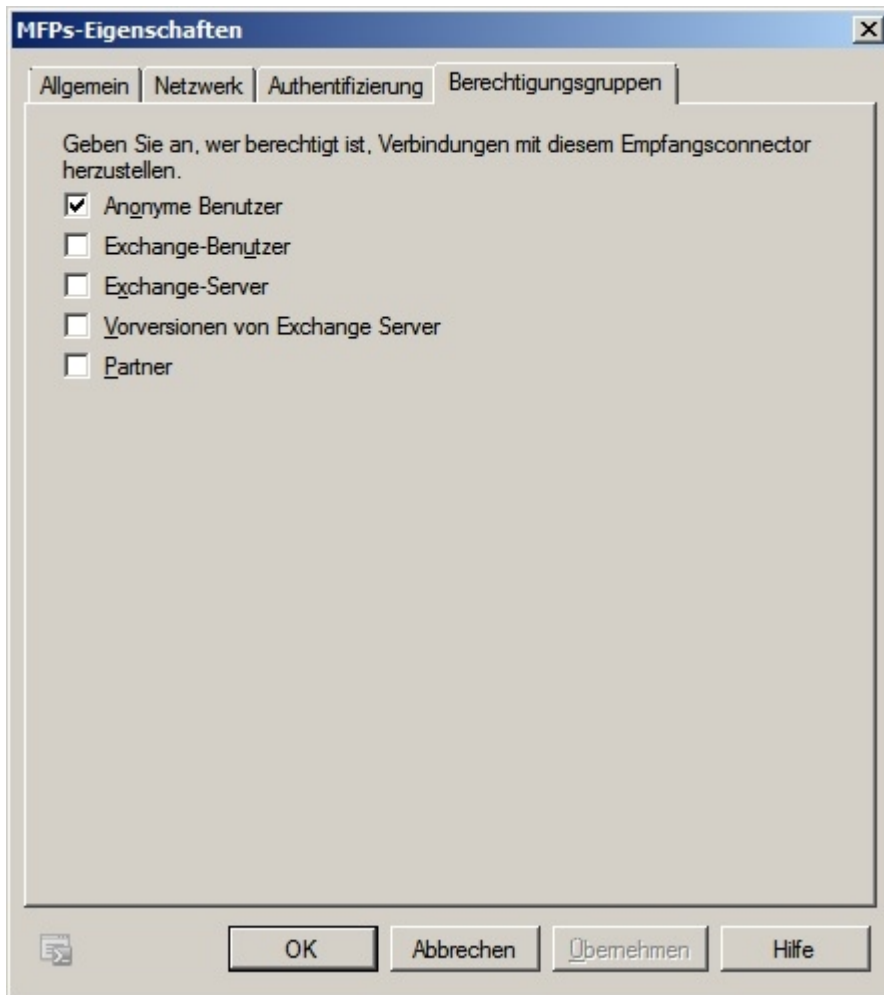 MFPs-Eigenschaften
Allgemein
Netzwerk
Authentifizierung
Berechtigungsgruppen
Geben Sie an, wer berechtigt ist, Verbindungen mit diesem Empfangsconnector
herzustellen.
Anonyme Benutzer
Exchange-Benutzer
Exchange-Server
Vorversionen von Exchange Server
Partner
OK
Abbrechen
Übernehmen
Hilfe